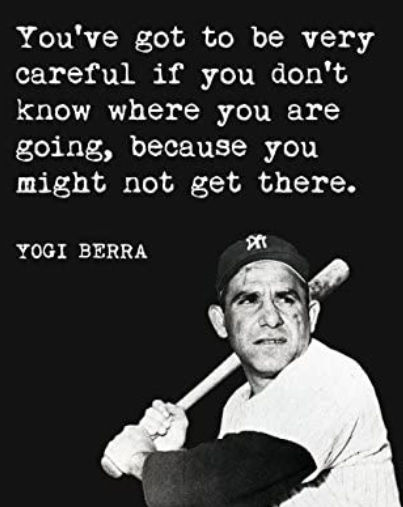 You've got to be very
careful if you don't
know where you are
going, because you
might not get there.
YOGI BERRA
NY